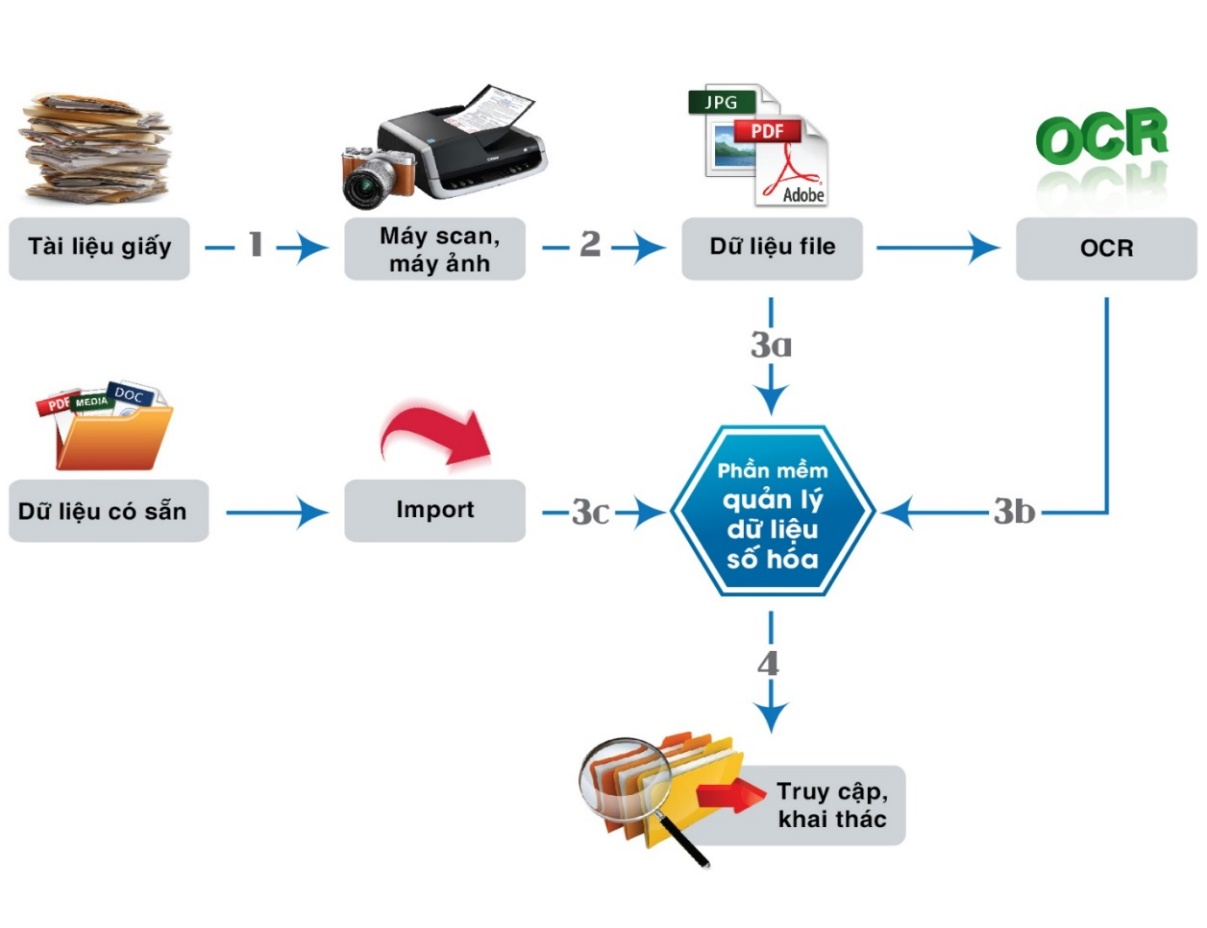 JPG
PDF
Adobe
OCR
Tài liệu giấy
1
Máy scan,
máy ảnh
2
Dữ liệu file
OCR
3a
PDF
MEDIA
DOC
Dữ liệu có sẵn
Import
3c
Phần mềm
quản lý
dữ liệu
số hóa
3b
4
Truy cập,
khai thác